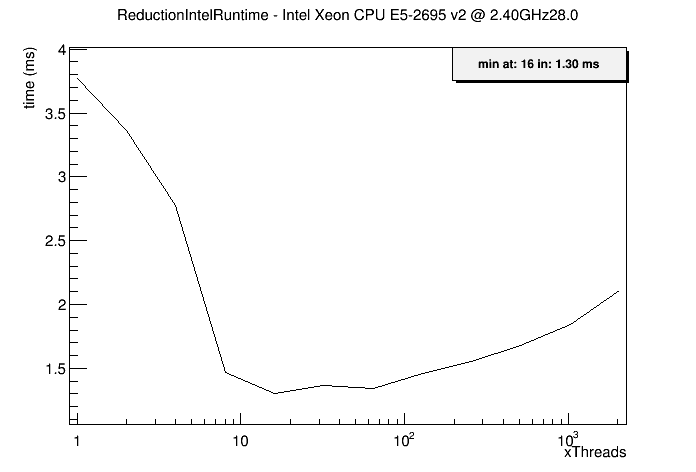 ReductionIntelRuntime - Intel Xeon CPU E5-2695 v2 @ 2.40GHz28.0
time (ms)
min at: 16 in: 1.30 ms
4
3.5
3
2.5
2
1.5
1 10 10² 10³
xThreads